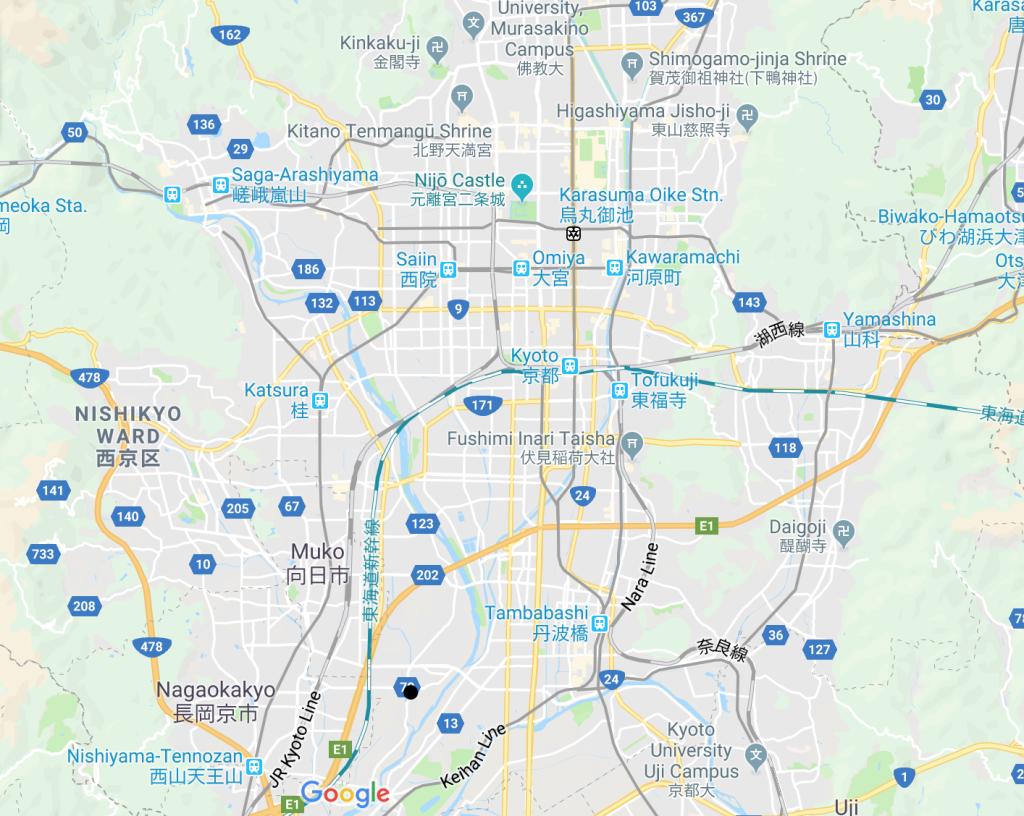 University,
Murasakino
Campus
佛教大
103
367
162
Kinkaku-ji
金閣寺
Shimogamo-jinja Shrine
賀茂御祖神社(下鴨神社)
30
Higashiyama Jisho-ji
東山慈照寺
136
50
29
Kitano Tenmangū Shrine
北野天満宮
Saga-Arashiyama
嵯峨嵐山
Nijō Castle
元離宮二条城
Karasuma Oike Stn.
烏丸御池
meoka Sta.
岡
Biwako-Hamaotsu
びわ湖浜大津
Saiin
西院
Omiya
大宮
Kawaramachi
河原町
186
132
113
9
143
湖西線
Yamashina
山科
Kyoto
京都
Tofukuji
東福寺
478
Katsura
桂
171
NISHIKYO
WARD
西京区
Fushimi Inari Taisha
伏見稲荷大社
118
141
140
205
67
24
123
E1
Daigoji
醍醐寺
733
10
Muko
向日市
東海道新幹線
202
Nara Line
208
Tambabashi
丹波橋
478
36
127
奈良線
24
Nagaokakyo
長岡京市
13
Kyoto
University
Uji Campus
京都大
Nishiyama-Tennozan
西山天王山
JR Kyoto Line
E1
Keihan Line
1
Google
E1
Uji